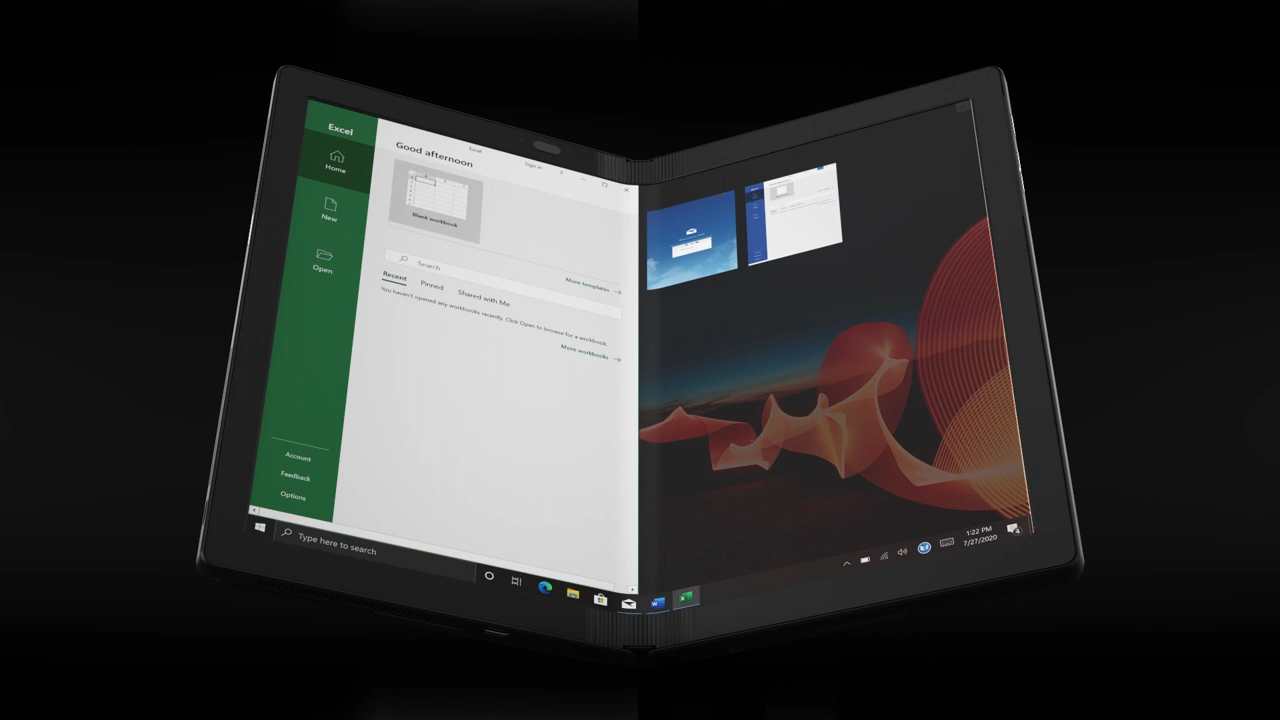 Excel
Home
New
Open
Account
Feedback
Options
Excel
Sign in
?
Good afternoon
Blank workbook
More templates
Search
Recent
Pinned
Shared with Me
You haven't opened any workbooks recently. Click Open to browse for a workbook.
More workbooks
Type here to search
1:22 PM
7/27/2020
4